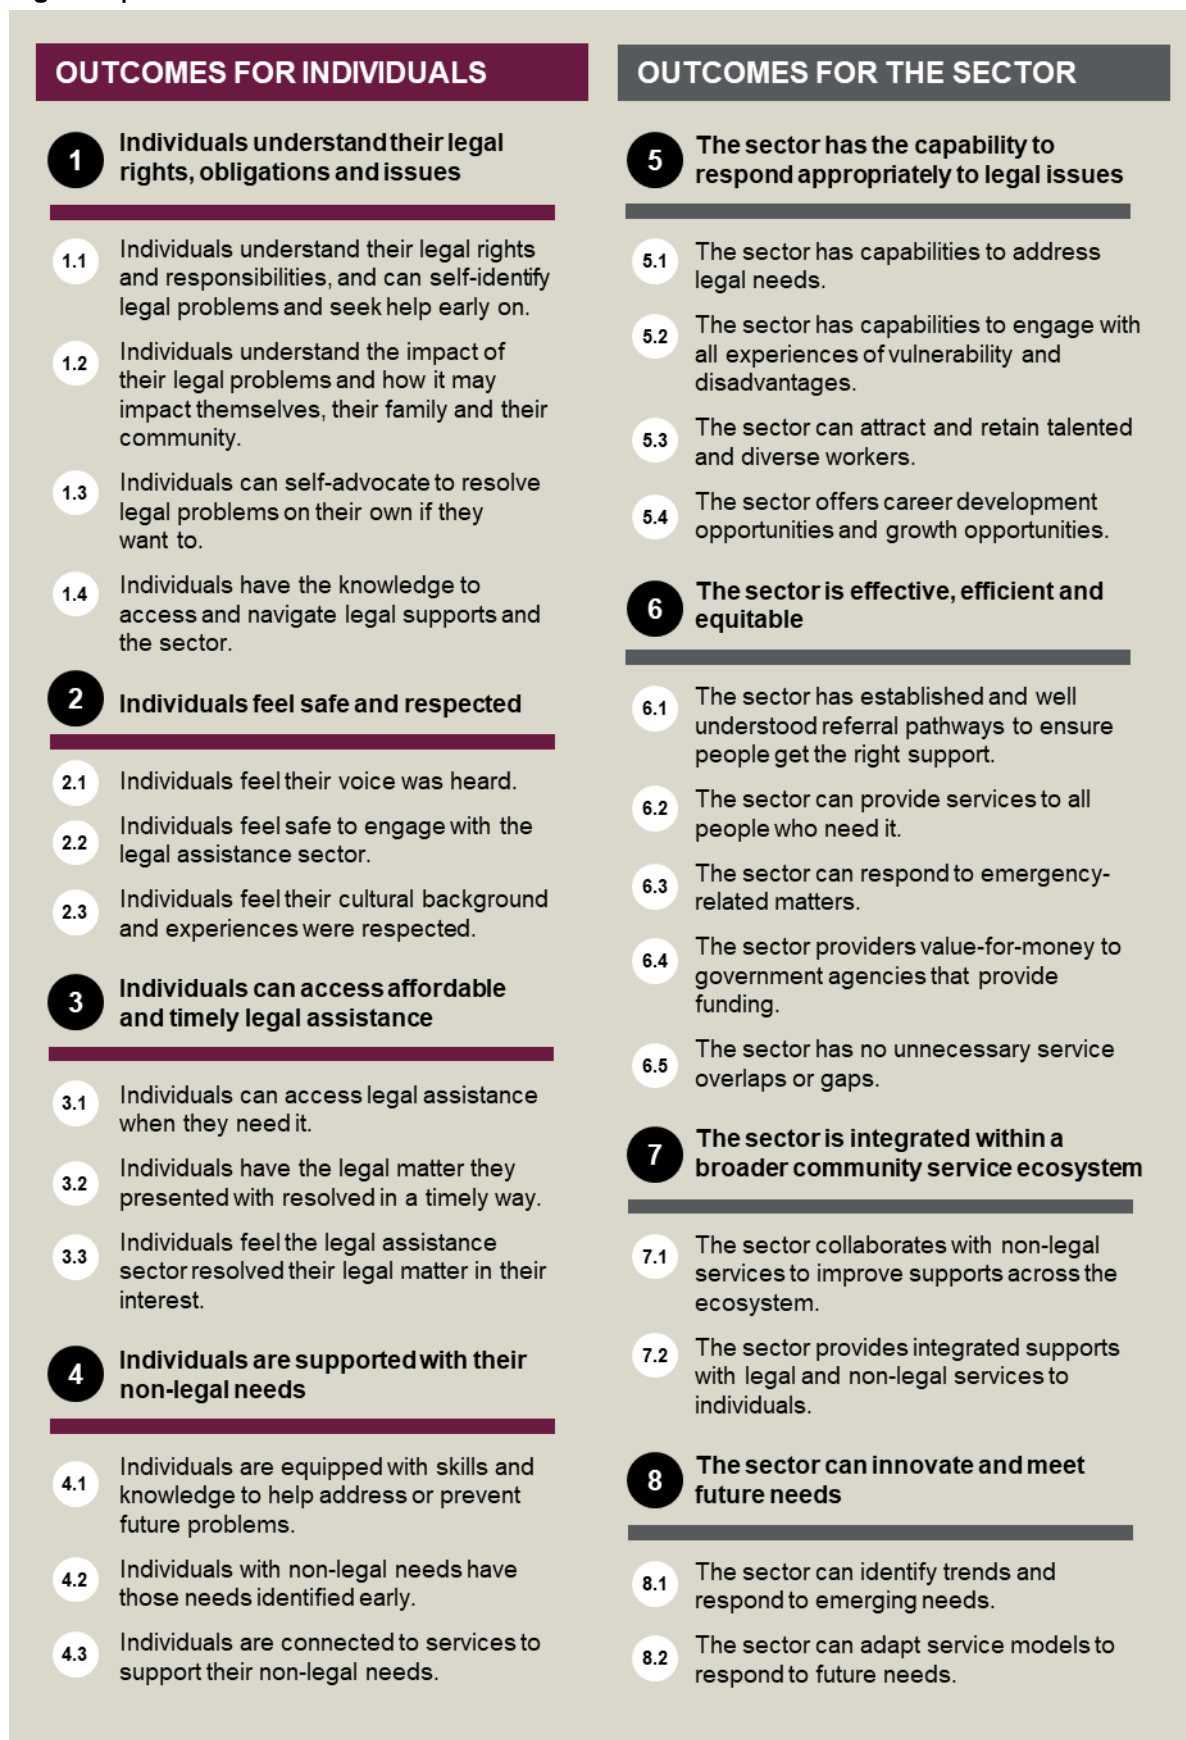 OUTCOMES FOR INDIVIDUALS
1
Individuals understand their legal
rights, obligations and issues
1.1
Individuals understand their legal rights
and responsibilities, and can self-identify
legal problems and seek help early on.
1.2
Individuals understand the impact of
their legal problems and how it may
impact themselves, their family and their
community.
1.3
Individuals can self-advocate to resolve
legal problems on their own if they
want to.
1.4
Individuals have the knowledge to
access and navigate legal supports and
the sector.
2
Individuals feel safe and respected
2.1
Individuals feel their voice was heard.
2.2
Individuals feel safe to engage with the
legal assistance sector.
2.3
Individuals feel their cultural background
and experiences were respected.
3
Individuals can access affordable
and timely legal assistance
3.1
Individuals can access legal assistance
when they need it.
3.2
Individuals have the legal matter they
presented with resolved in a timely way.
3.3
Individuals feel the legal assistance
sector resolved their legal matter in their
interest.
4
Individuals are supported with their
non-legal needs
4.1
Individuals are equipped with skills and
knowledge to help address or prevent
future problems.
4.2
Individuals with non-legal needs have
those needs identified early.
4.3
Individuals are connected to services to
support their non-legal needs.
OUTCOMES FOR THE SECTOR
5
The sector has the capability to
respond appropriately to legal issues
5.1
The sector has capabilities to address
legal needs.
5.2
The sector has capabilities to engage with
all experiences of vulnerability and
disadvantages.
5.3
The sector can attract and retain talented
and diverse workers.
5.4
The sector offers career development
opportunities and growth opportunities.
6
The sector is effective, efficient and
equitable
6.1
The sector has established and well
understood referral pathways to ensure
people get the right support.
6.2
The sector can provide services to all
people who need it.
6.3
The sector can respond to emergency-
related matters.
6.4
The sector providers value-for-money to
government agencies that provide
funding.
6.5
The sector has no unnecessary service
overlaps or gaps.
7
The sector is integrated within a
broader community service ecosystem
7.1
The sector collaborates with non-legal
services to improve supports across the
ecosystem.
7.2
The sector provides integrated supports
with legal and non-legal services to
individuals.
8
The sector can innovate and meet
future needs
8.1
The sector can identify trends and
respond to emerging needs.
8.2
The sector can adapt service models to
respond to future needs.